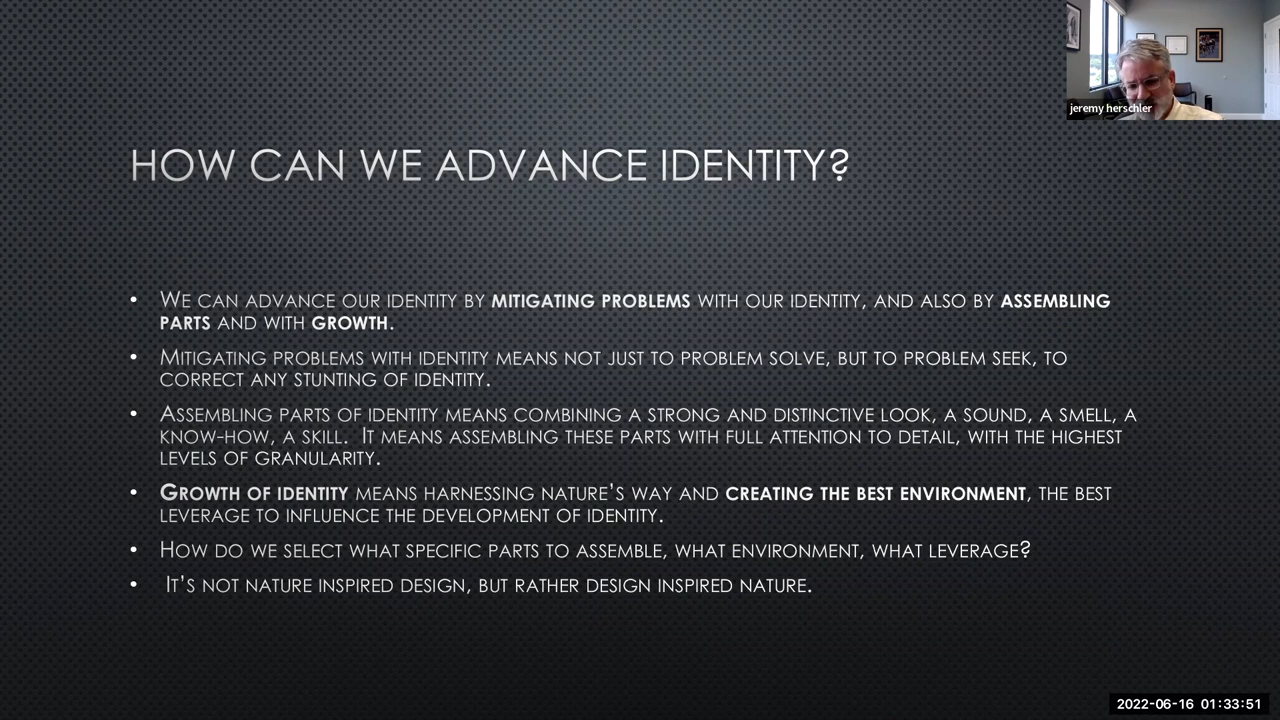 jeremy herschler
HOW CAN WE ADVANCE IDENTITY?
• WE CAN ADVANCE OUR IDENTITY BY MITIGATING PROBLEMS WITH OUR IDENTITY, AND ALSO BY ASSEMBLING
PARTS AND WITH GROWTH.
• MITIGATING PROBLEMS WITH IDENTITY MEANS NOT JUST TO PROBLEM SOLVE, BUT TO PROBLEM SEEK, TO
CORRECT ANY STUNTING OF IDENTITY.
• ASSEMBLING PARTS OF IDENTITY MEANS COMBINING A STRONG AND DISTINCTIVE LOOK, A SOUND, A SMELL, A
KNOW-HOW, A SKILL. IT MEANS ASSEMBLING THESE PARTS WITH FULL ATTENTION TO DETAIL, WITH THE HIGHEST
LEVELS OF GRANULARITY.
• GROWTH OF IDENTITY MEANS HARNESSING NATURE'S WAY AND CREATING THE BEST ENVIRONMENT, THE BEST
LEVERAGE TO INFLUENCE THE DEVELOPMENT OF IDENTITY.
• HOW DO WE SELECT WHAT SPECIFIC PARTS TO ASSEMBLE, WHAT ENVIRONMENT, WHAT LEVERAGE?
• IT'S NOT NATURE INSPIRED DESIGN, BUT RATHER DESIGN INSPIRED NATURE.
2022-06-16 01:33:51